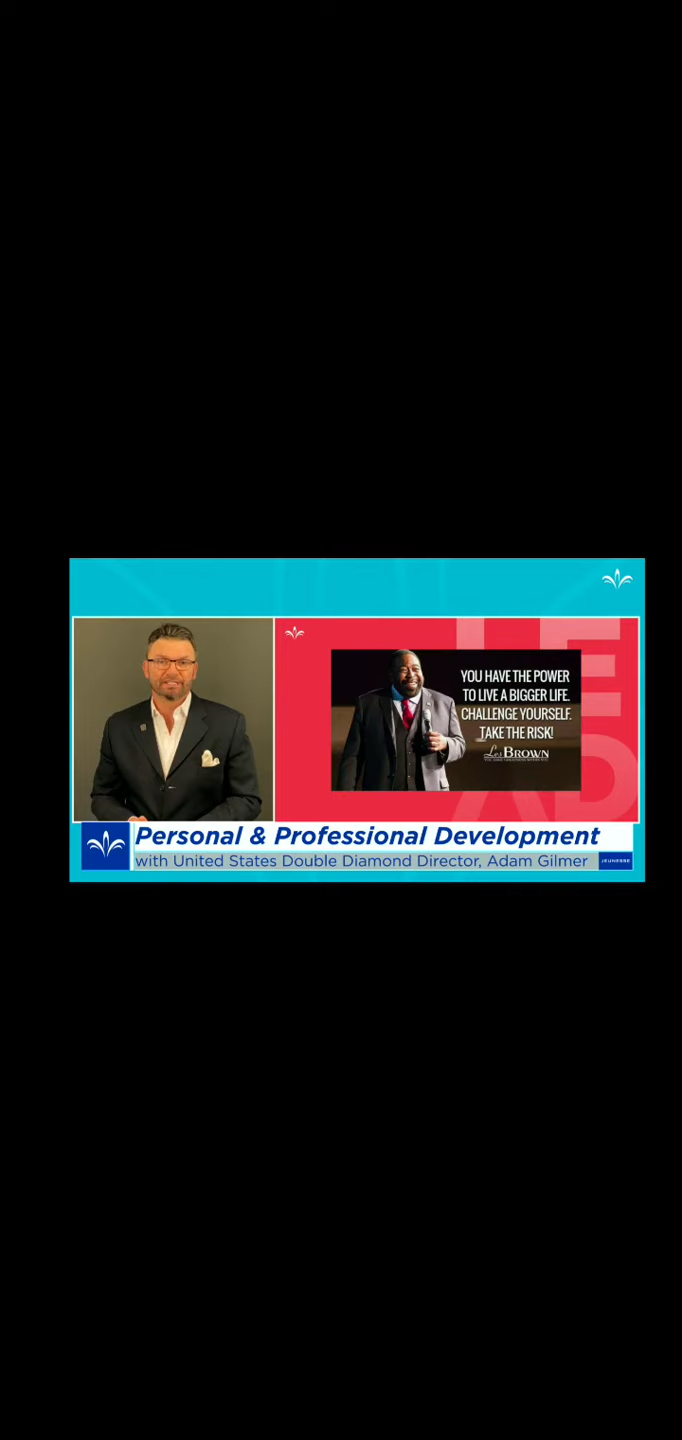 LEAD
YOU HAVE THE POWER
TO LIVE A BIGGER LIFE.
CHALLENGE YOURSELF.
TAKE THE RISK!
Les BROWN
Personal & Professional Development
with United States Double Diamond Director, Adam Gilmer
JEUNESSE